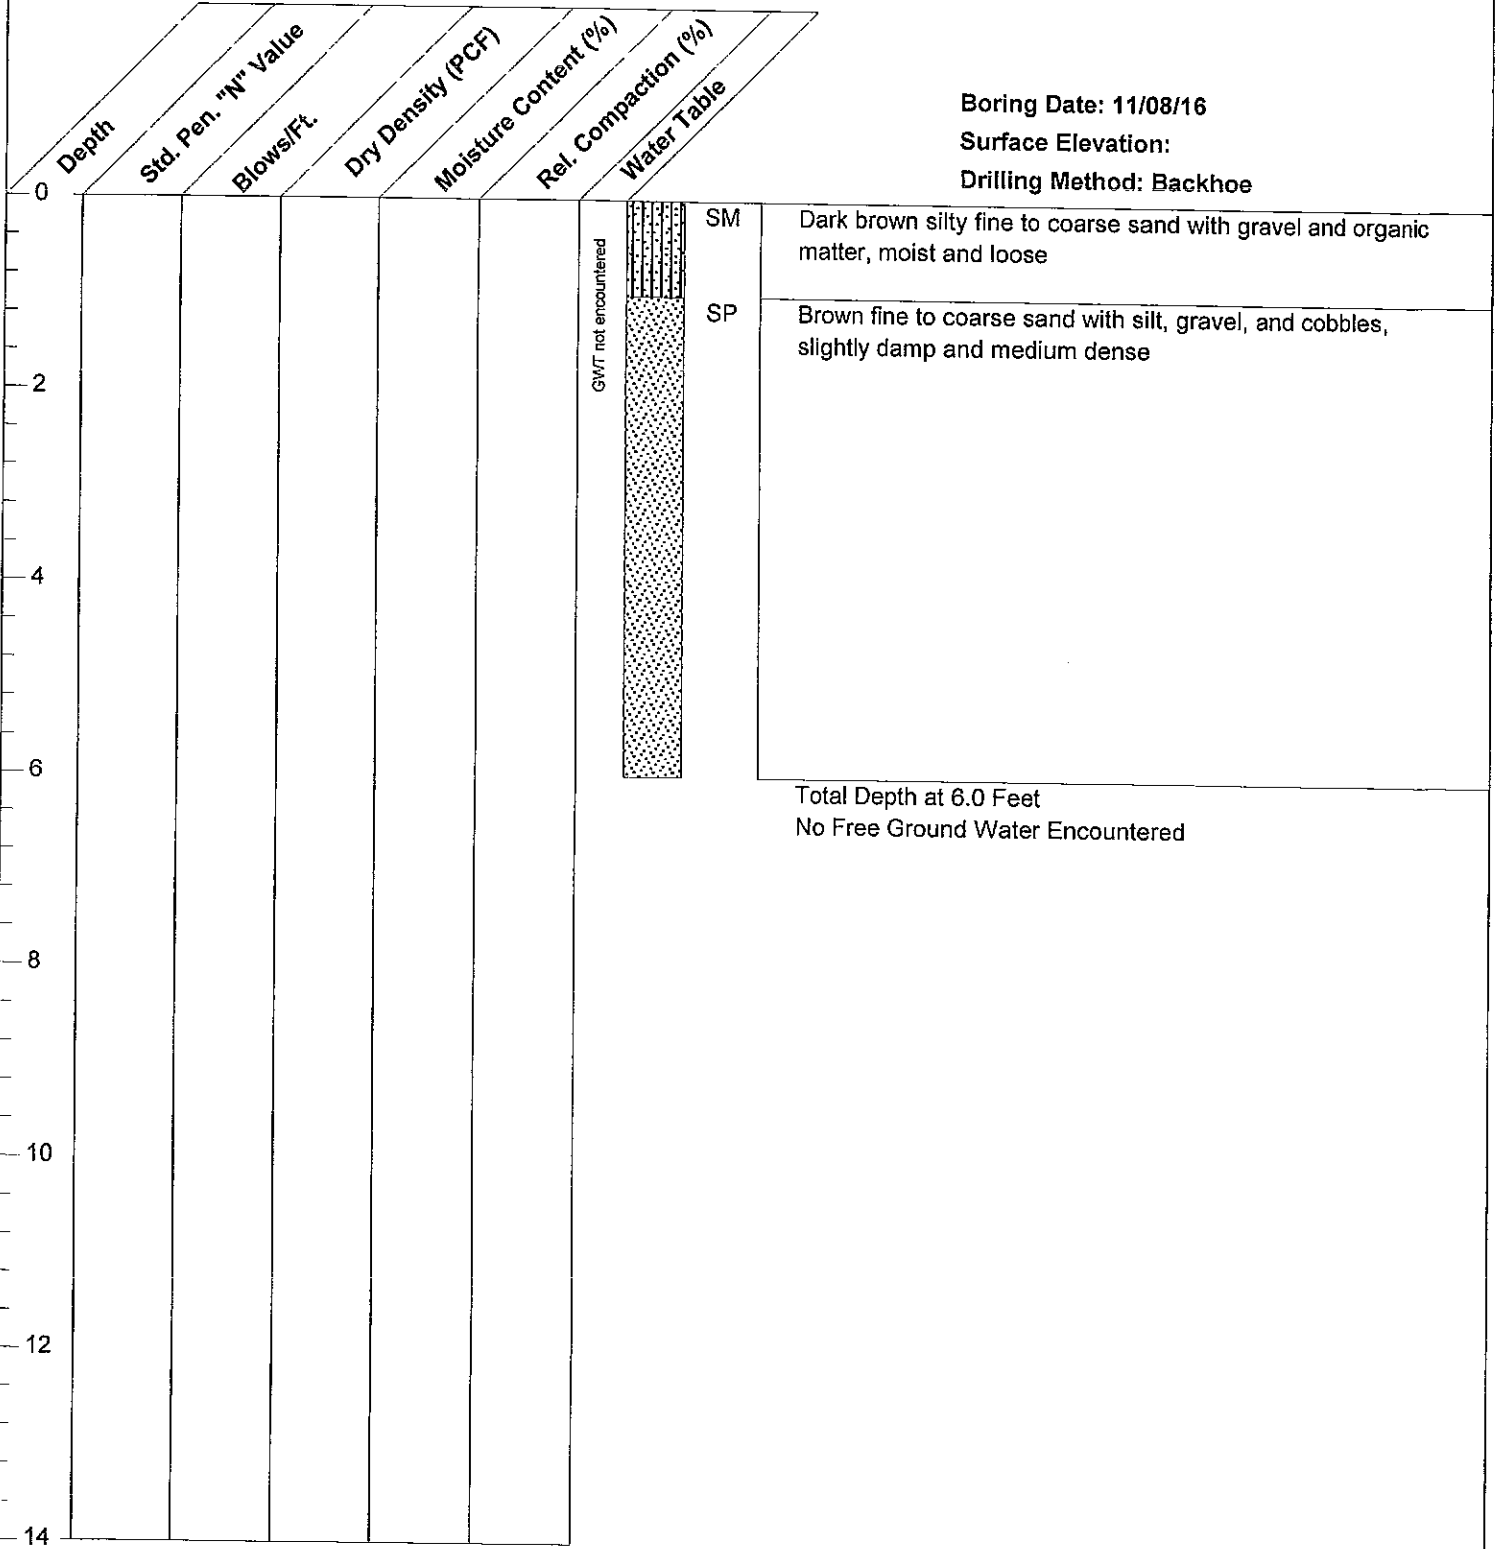 Depth
Std. Pen. "N" Value
Blows/Ft.
Dry Density (PCF)
Moisture Content (%)
Rel. Compaction (%)
Water Table
Boring Date: 11/08/16
Surface Elevation:
Drilling Method: Backhoe
0
GWT not encountered
SM
Dark brown silty fine to coarse sand with gravel and organic
matter, moist and loose
SP
Brown fine to coarse sand with silt, gravel, and cobbles,
slightly damp and medium dense
2
4
6
Total Depth at 6.0 Feet
No Free Ground Water Encountered
8
10
12
14